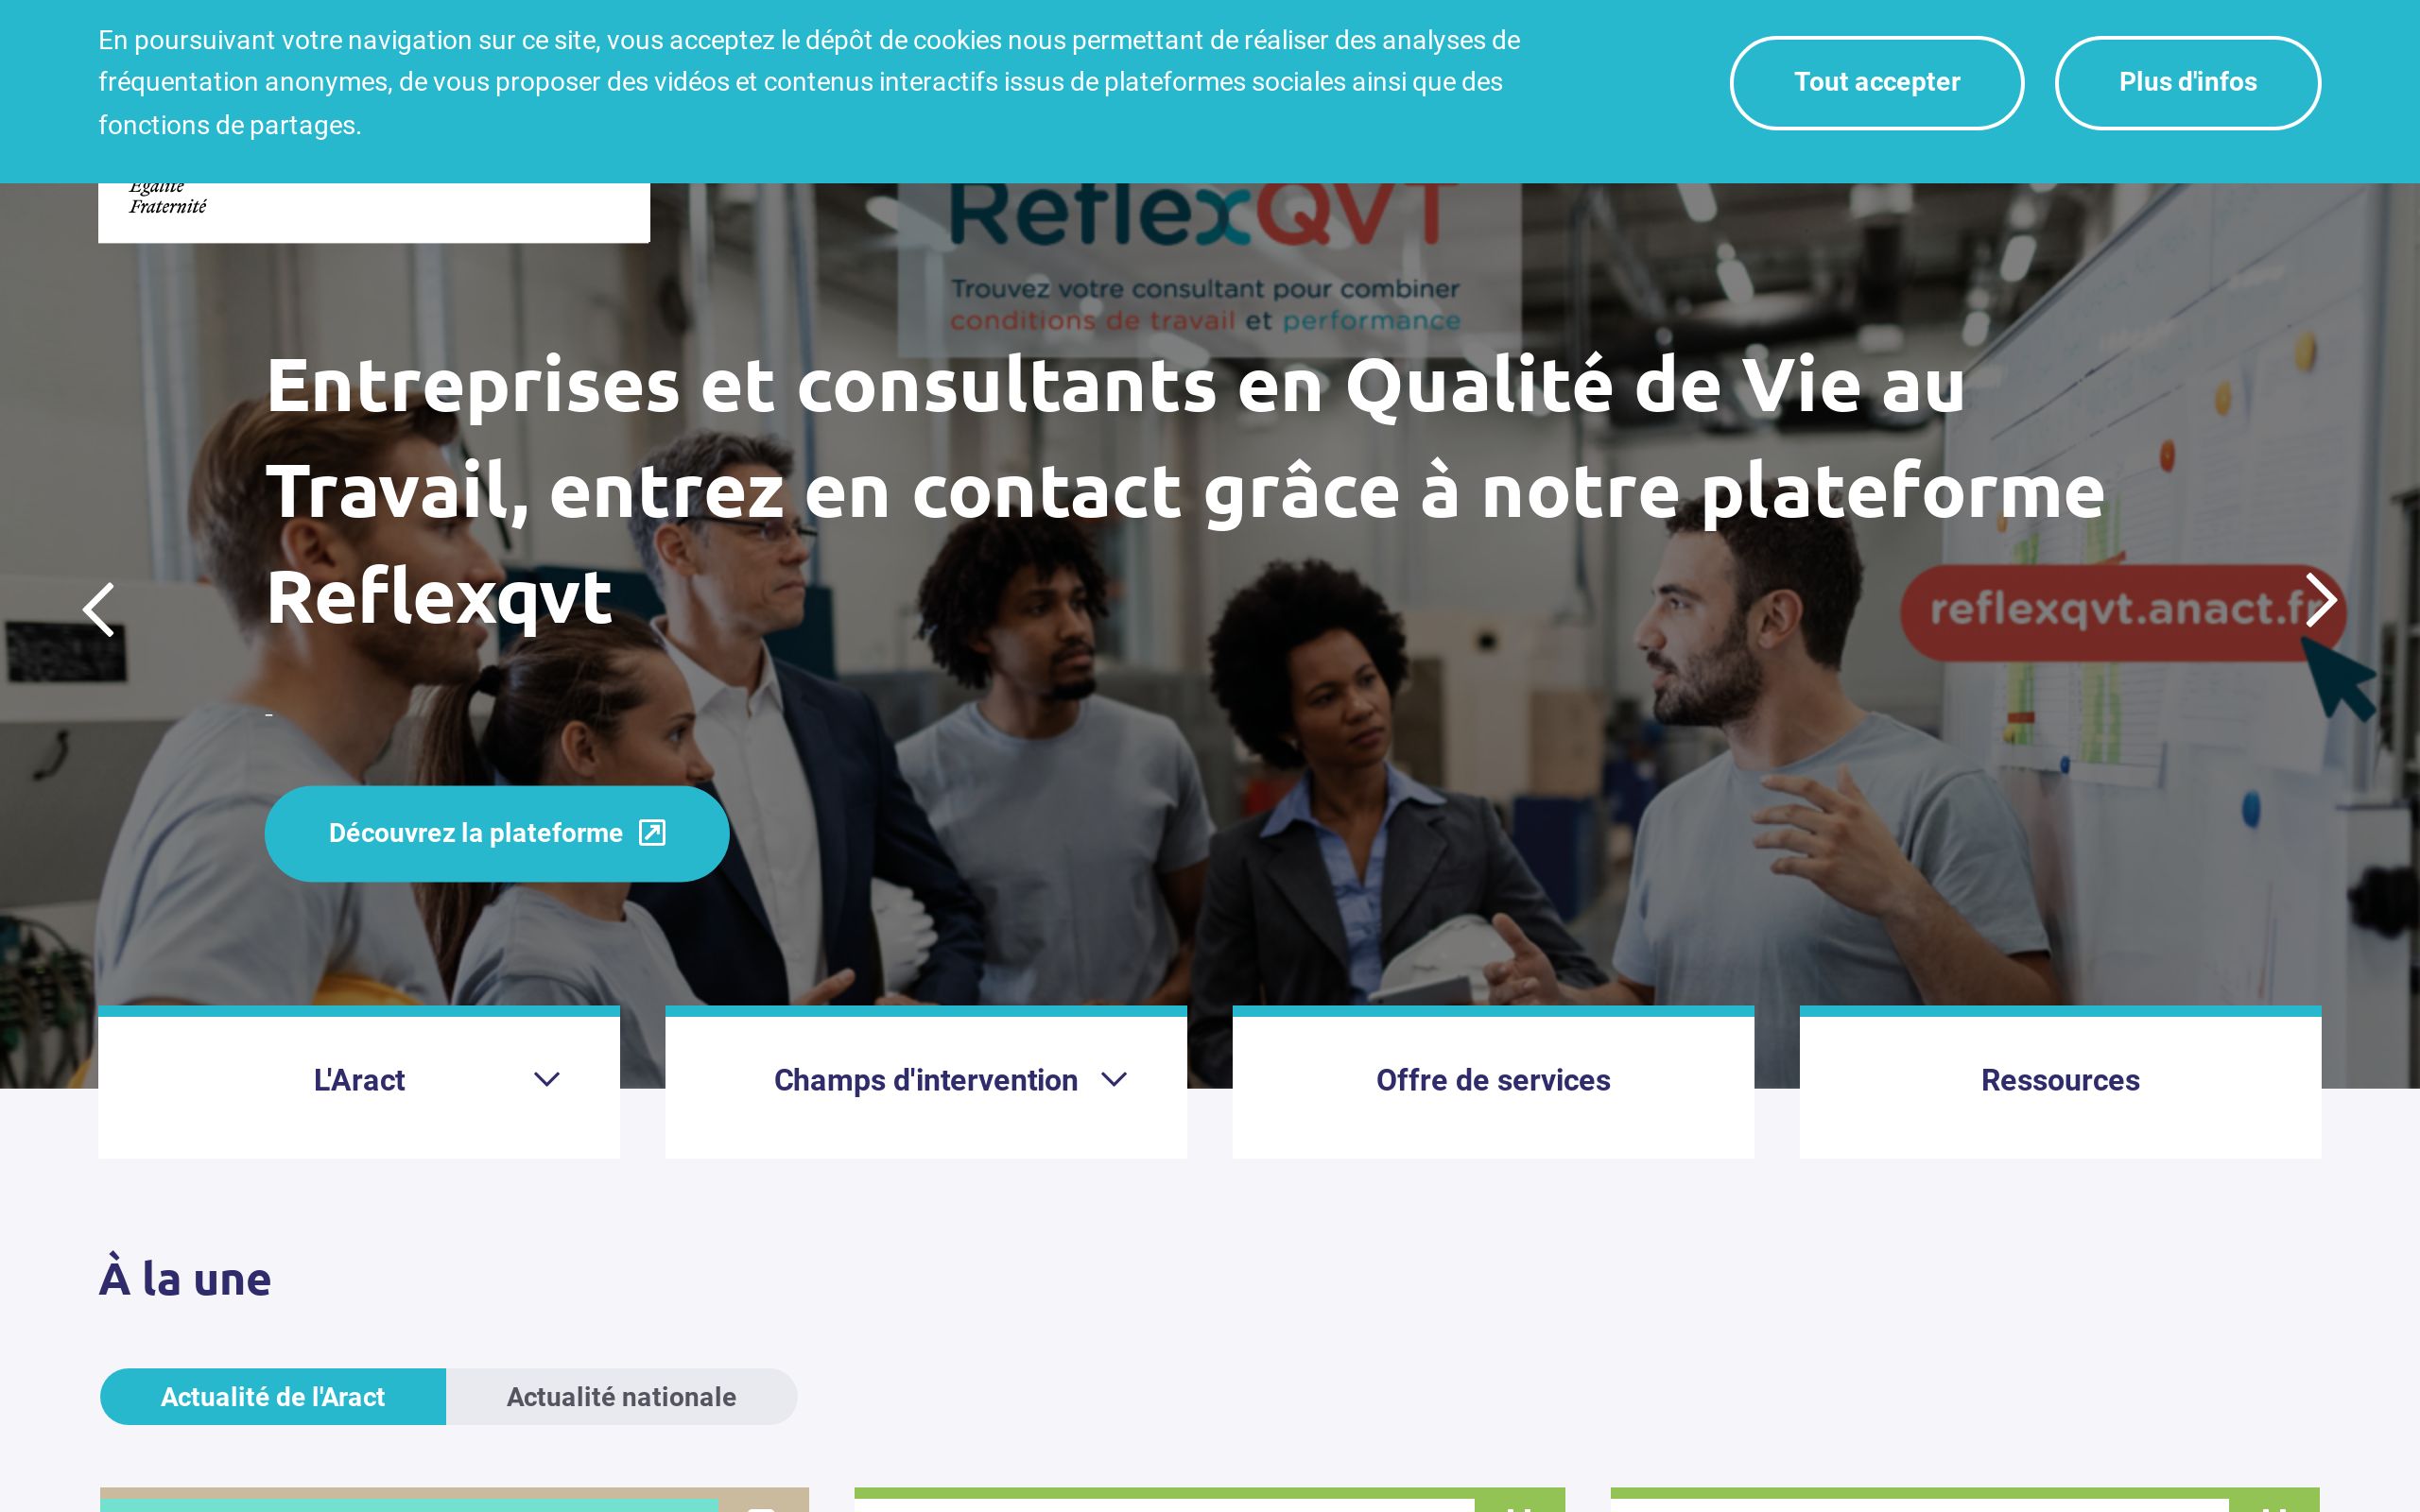 En poursuivant votre navigation sur ce site, vous acceptez le dépôt de cookies nous permettant de réaliser des analyses de
fréquentation anonymes, de vous proposer des vidéos et contenus interactifs issus de plateformes sociales ainsi que des
fonctions de partages.
Tout accepter
Plus d'infos
Égalité
Fraternité
ReflexQVT
Trouvez votre consultant pour combiner
conditions de travail et performance
Entreprises et consultants en Qualité de Vie au
Travail, entrez en contact grâce à notre plateforme
Reflexqvt
reflexqvt.anact.fr
-
Découvrez la plateforme
L'Aract
Champs d'intervention
Offre de services
Ressources
À la une
Actualité de l'Aract
Actualité nationale